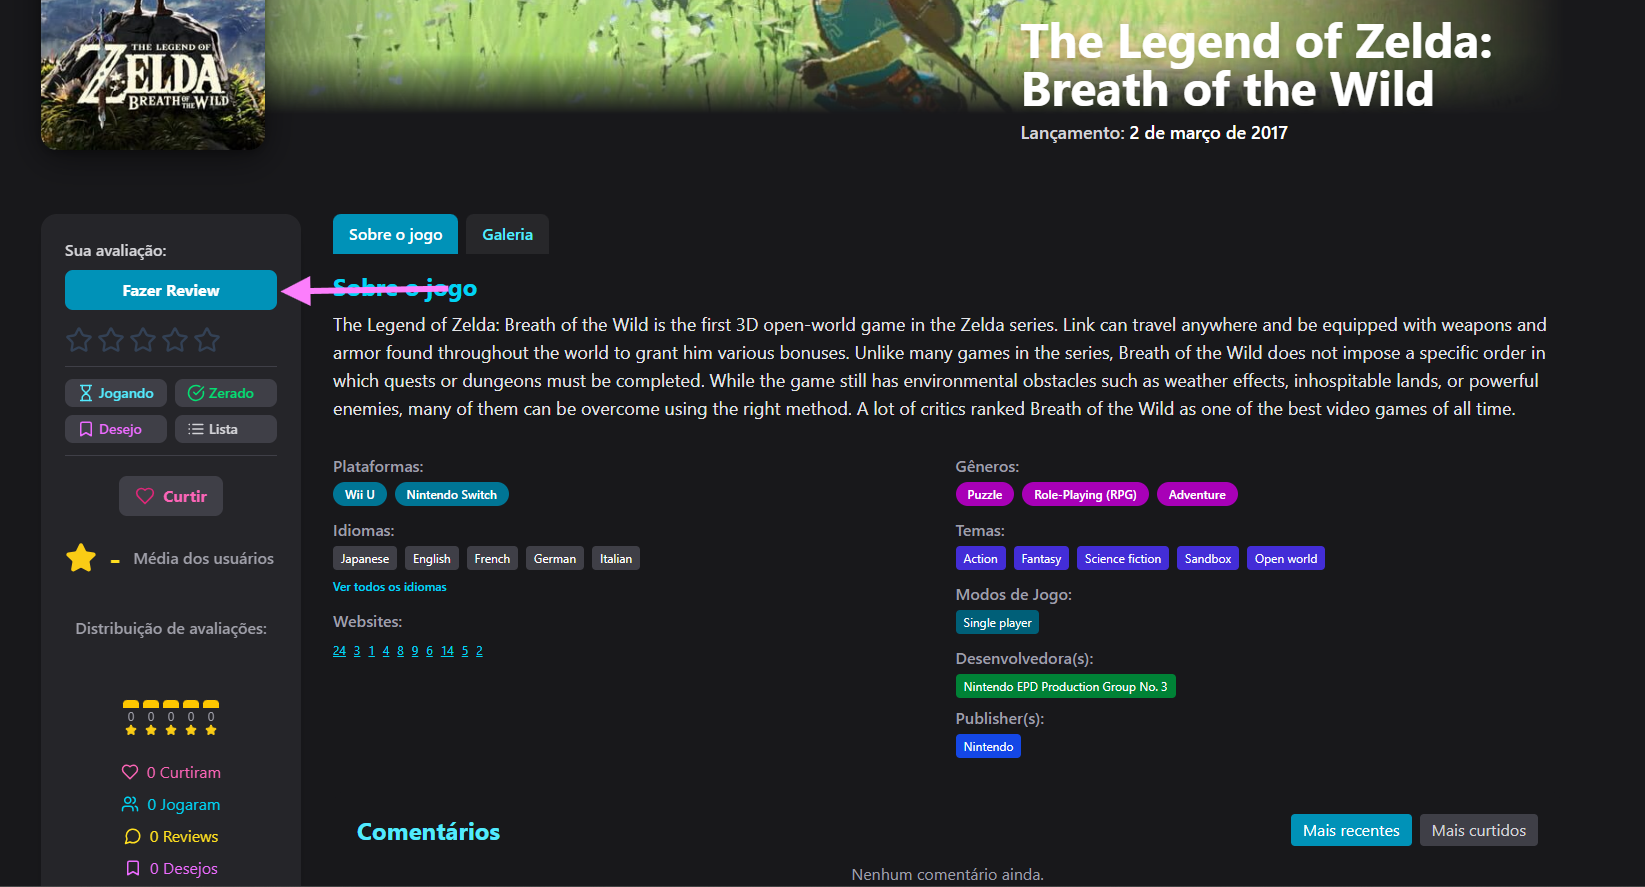 THE LEGEND OF
ZELDA
BREATH OF THE WILD
The Legend of Zelda:
Breath of the Wild
Lançamento: 2 de março de 2017
Sua avaliação:
Fazer Review
Jogando
Zerado
Desejo
Lista
Curtir
- Média dos usuários
Distribuição de avaliações:
0 0 0 0 0
0 Curtiram
0 Jogaram
0 Reviews
0 Desejos
Sobre o jogo
Galeria
Sobre o jogo
The Legend of Zelda: Breath of the Wild is the first 3D open-world game in the Zelda series. Link can travel anywhere and be equipped with weapons and
armor found throughout the world to grant him various bonuses. Unlike many games in the series, Breath of the Wild does not impose a specific order in
which quests or dungeons must be completed. While the game still has environmental obstacles such as weather effects, inhospitable lands, or powerful
enemies, many of them can be overcome using the right method. A lot of critics ranked Breath of the Wild as one of the best video games of all time.
Plataformas:
Wii U Nintendo Switch
Idiomas:
Japanese English French German Italian
Ver todos os idiomas
Websites:
24 3 1 4 8 9 6 14 5 2
Gêneros:
Puzzle Role-Playing (RPG) Adventure
Temas:
Action Fantasy Science fiction Sandbox Open world
Modos de Jogo:
Single player
Desenvolvedora(s):
Nintendo EPD Production Group No. 3
Publisher(s):
Nintendo
Comentários
Mais recentes Mais curtidos
Nenhum comentário ainda.